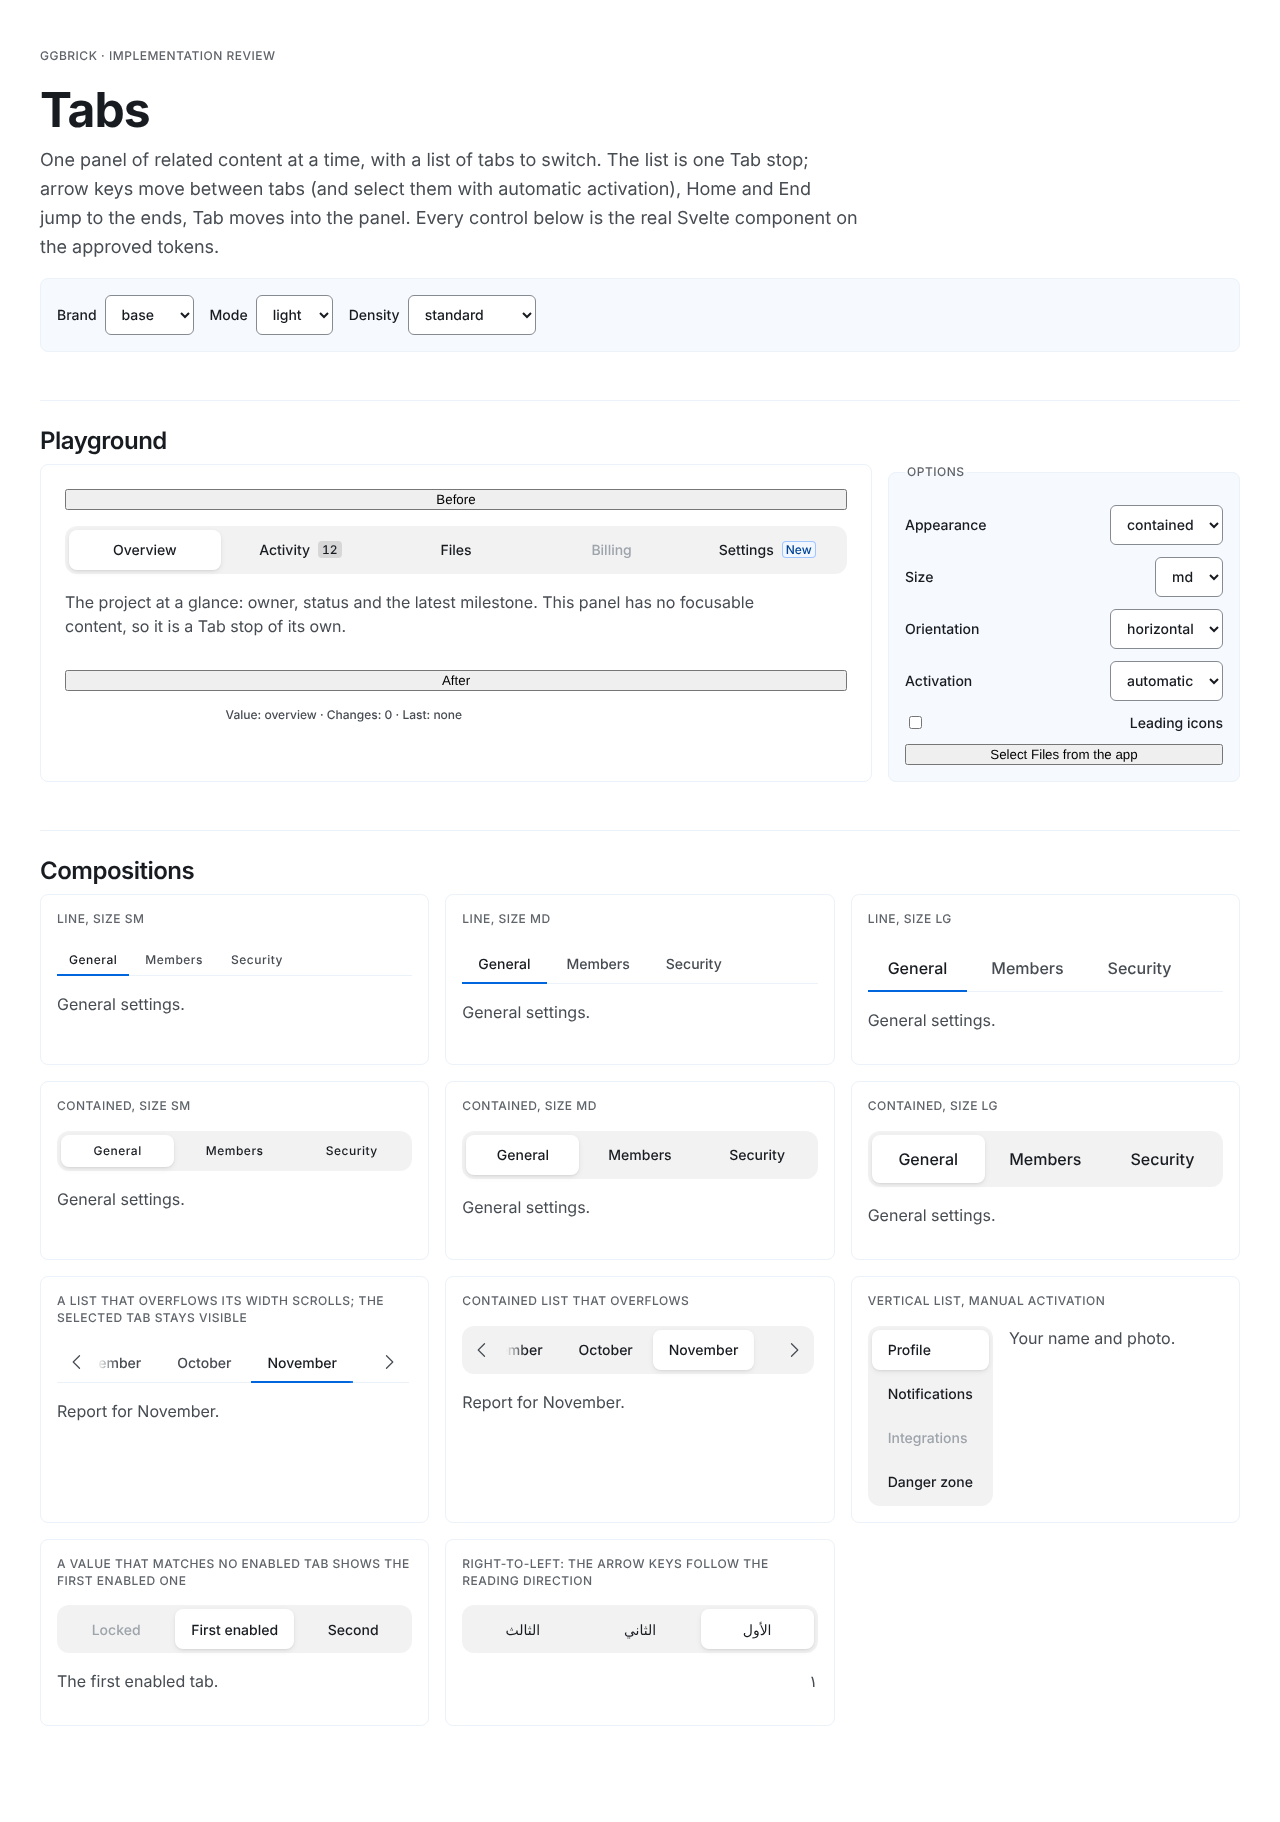 GGBRICK · IMPLEMENTATION REVIEW
Tabs
One panel of related content at a time, with a list of tabs to switch. The list is one Tab stop;
arrow keys move between tabs (and select them with automatic activation), Home and End
jump to the ends, Tab moves into the panel. Every control below is the real Svelte component on
the approved tokens.
Brand base Mode light Density standard
Playground
Before
Overview Activity 12 Files Billing Settings New
The project at a glance: owner, status and the latest milestone. This panel has no focusable
content, so it is a Tab stop of its own.
After
Value: overview · Changes: 0 · Last: none
OPTIONS
Appearance contained
Size md
Orientation horizontal
Activation automatic
Leading icons
Select Files from the app
Compositions
LINE, SIZE SM
General Members Security
General settings.
LINE, SIZE MD
General Members Security
General settings.
LINE, SIZE LG
General Members Security
General settings.
CONTAINED, SIZE SM
General Members Security
General settings.
CONTAINED, SIZE MD
General Members Security
General settings.
CONTAINED, SIZE LG
General Members Security
General settings.
A LIST THAT OVERFLOWS ITS WIDTH SCROLLS; THE
SELECTED TAB STAYS VISIBLE
ember October November
Report for November.
CONTAINED LIST THAT OVERFLOWS
mber October November
Report for November.
VERTICAL LIST, MANUAL ACTIVATION
Profile
Notifications
Integrations
Danger zone
Your name and photo.
A VALUE THAT MATCHES NO ENABLED TAB SHOWS THE
FIRST ENABLED ONE
Locked First enabled Second
The first enabled tab.
RIGHT-TO-LEFT: THE ARROW KEYS FOLLOW THE
READING DIRECTION
الأول الثاني الثالث
١